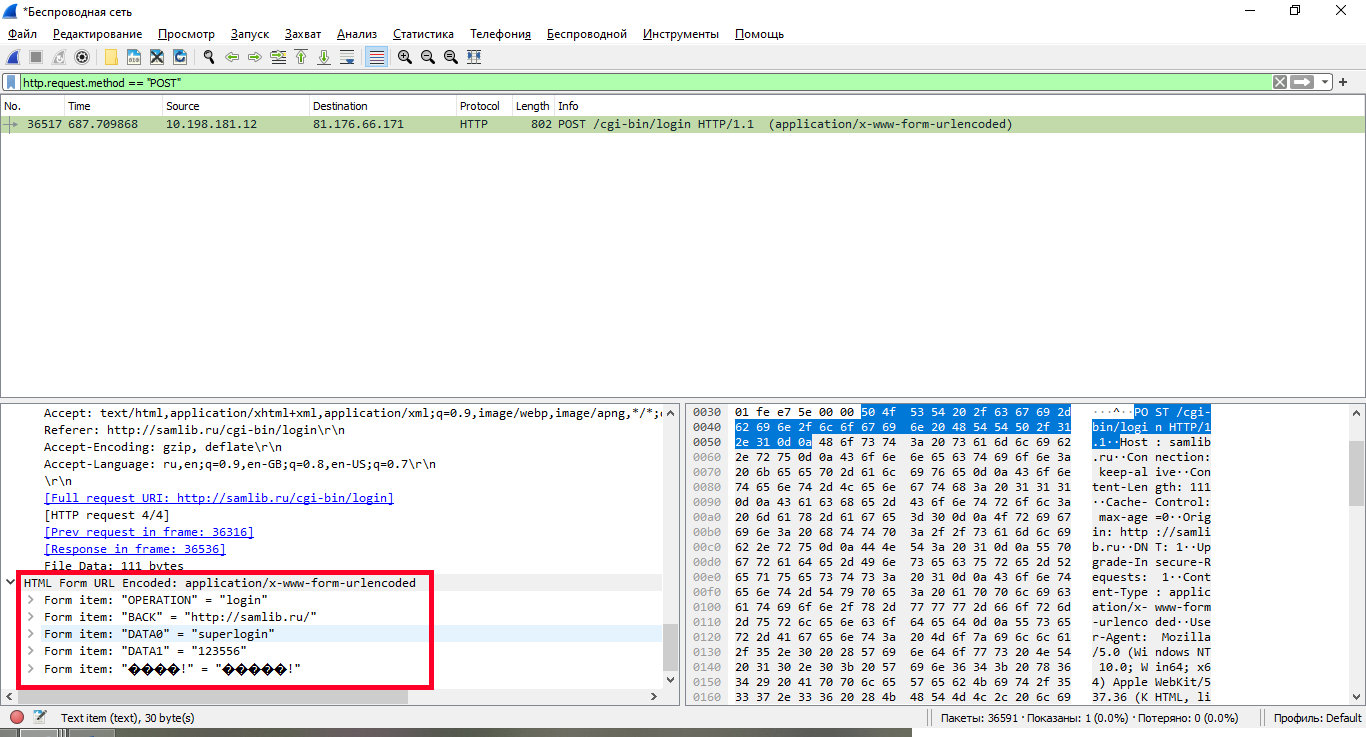 *Беспроводная сеть
Файл Редактирование Просмотр Запуск Захват Анализ Статистика Телефония Беспроводной Инструменты Помощь
http.request.method == "POST"
No. Time Source Destination Protocol Length Info
36517 687.709868 10.198.181.12 81.176.66.171 HTTP 802 POST /cgi-bin/login HTTP/1.1 (application/x-www-form-urlencoded)
Accept: text/html,application/xhtml+xml,application/xml;q=0.9,image/webp,image/apng,*/*;
Referer: http://samlib.ru/cgi-bin/login\r\n
Accept-Encoding: gzip, deflate\r\n
Accept-Language: ru,en;q=0.9,en-GB;q=0.8,en-US;q=0.7\r\n
\r\n
[Full request URI: http://samlib.ru/cgi-bin/login]
[HTTP request 4/4]
[Prev request in frame: 36316]
[Response in frame: 36536]
File Data: 111 bytes
HTML Form URL Encoded: application/x-www-form-urlencoded
Form item: "OPERATION" = "login"
Form item: "BACK" = "http://samlib.ru/"
Form item: "DATA0" = "superlogin"
Form item: "DATA1" = "123556"
Form item: "����!" = "�����!"
0030 01 fe e7 5e 00 00 50 4f 53 54 20 2f 63 67 69 2d ···^··PO ST /cgi-
0040 62 69 6e 2f 6c 6f 67 69 6e 20 48 54 54 50 2f 31 bin/logi n HTTP/1
0050 2e 31 0d 0a 48 6f 73 74 3a 20 73 61 6d 6c 69 62 .1··Host : samlib
0060 2e 72 75 0d 0a 43 6f 6e 6e 65 63 74 69 6f 6e 3a .ru··Con nection:
0070 20 6b 65 65 70 2d 61 6c 69 76 65 0d 0a 43 6f 6e keep-al ive··Con
0080 74 65 6e 74 2d 4c 65 6e 67 74 68 3a 20 31 31 31 tent-Len gth: 111
0090 0d 0a 43 61 63 68 65 2d 43 6f 6e 74 72 6f 6c 3a ··Cache- Control:
00a0 20 6d 61 78 2d 61 67 65 3d 30 0d 0a 4f 72 69 67 max-age =0··Orig
00b0 69 6e 3a 20 68 74 74 70 3a 2f 2f 73 61 6d 6c 69 in: http ://samli
00c0 62 2e 72 75 0d 0a 44 4e 54 3a 20 31 0d 0a 55 70 b.ru··DN T: 1··Up
00d0 67 72 61 64 65 2d 49 6e 73 65 63 75 72 65 2d 52 grade-In secure-R
00e0 65 71 75 65 73 74 73 3a 20 31 0d 0a 43 6f 6e 74 equests: 1··Cont
00f0 65 6e 74 2d 54 79 70 65 3a 20 61 70 70 6c 69 63 ent-Type : applic
0100 61 74 69 6f 6e 2f 78 2d 77 77 77 2d 66 6f 72 6d ation/x- www-form
0110 2d 75 72 6c 65 6e 63 6f 64 65 64 0d 0a 55 73 65 -urlenco ded··Use
0120 72 2d 41 67 65 6e 74 3a 20 4d 6f 7a 69 6c 6c 61 r-Agent: Mozilla
0130 2f 35 2e 30 20 28 57 69 6e 64 6f 77 73 20 4e 54 /5.0 (Wi ndows NT
0140 20 31 30 2e 30 3b 20 57 69 6e 36 34 3b 20 78 36 10.0; W in64; x6
0150 34 29 20 41 70 70 6c 65 57 65 62 4b 69 74 2f 35 4) Apple WebKit/5
0160 33 37 2e 33 36 20 28 4b 48 54 4d 4c 2c 20 6c 69 37.36 (K HTML, li
Text item (text), 30 byte(s)
Пакеты: 36591 · Показаны: 1 (0.0%) · Потеряно: 0 (0.0%)
Профиль: Default